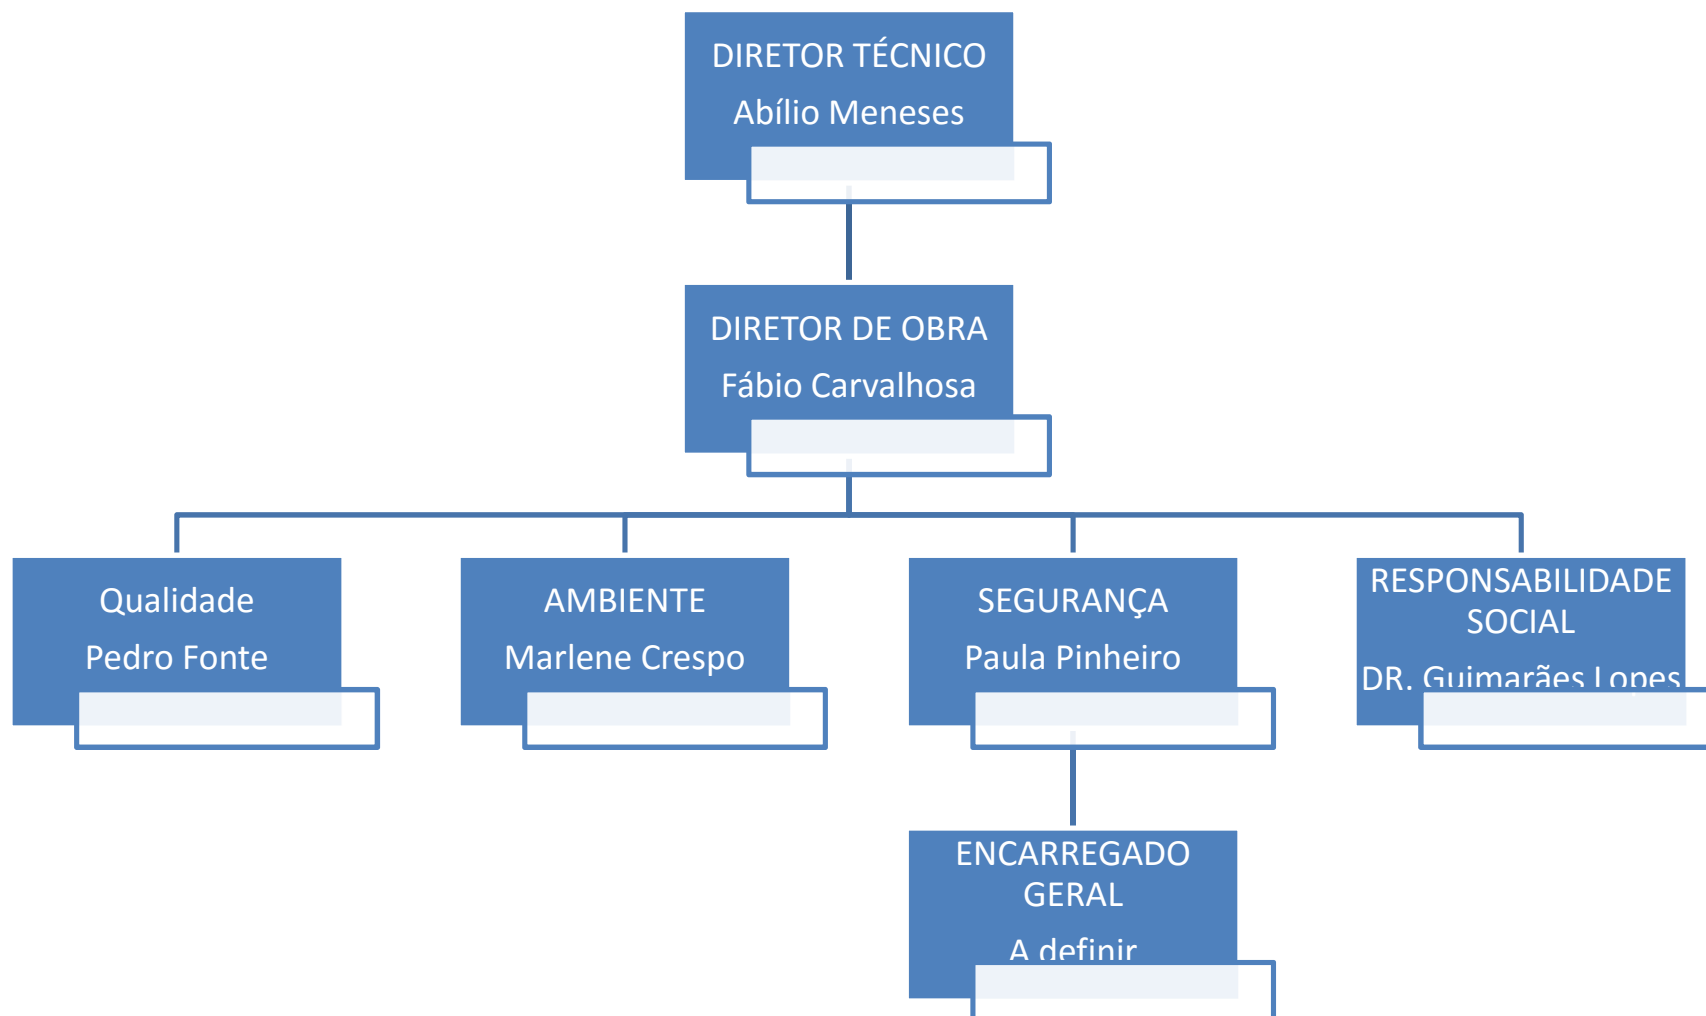 DIRETOR TÉCNICO
Abílio Meneses
DIRETOR DE OBRA
Fábio Carvalhosa
Qualidade
Pedro Fonte
AMBIENTE
Marlene Crespo
SEGURANÇA
Paula Pinheiro
RESPONSABILIDADE
SOCIAL
DR. Guimarães Lopes
ENCARREGADO
GERAL
A definir